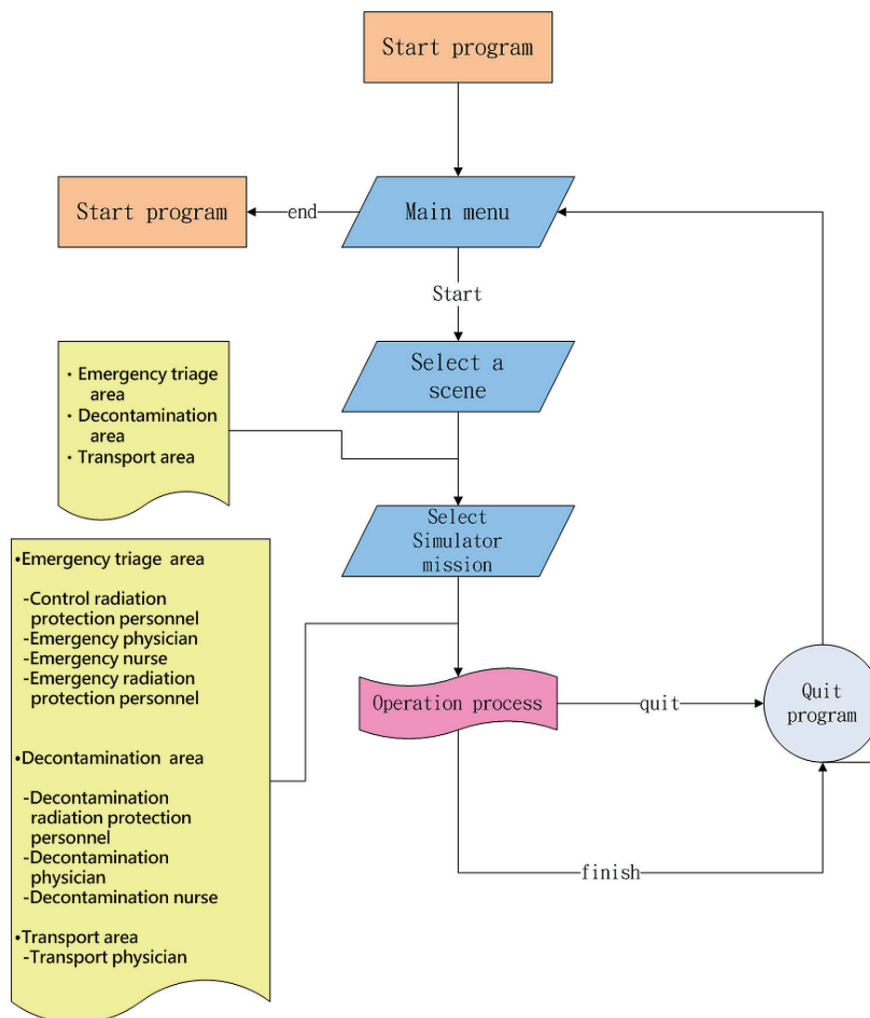 Start program
Start program
end
Main menu
Start
Select a
scene
・Emergency triage
area
・Decontamination
area
・Transport area
Select
Simulator
mission
•Emergency triage area
-Control radiation
protection personnel
-Emergency physician
-Emergency nurse
-Emergency radiation
protection personnel
•Decontamination area
-Decontamination
radiation protection
personnel
-Decontamination
physician
-Decontamination nurse
•Transport area
-Transport physician
Operation process
quit
Quit
program
finish